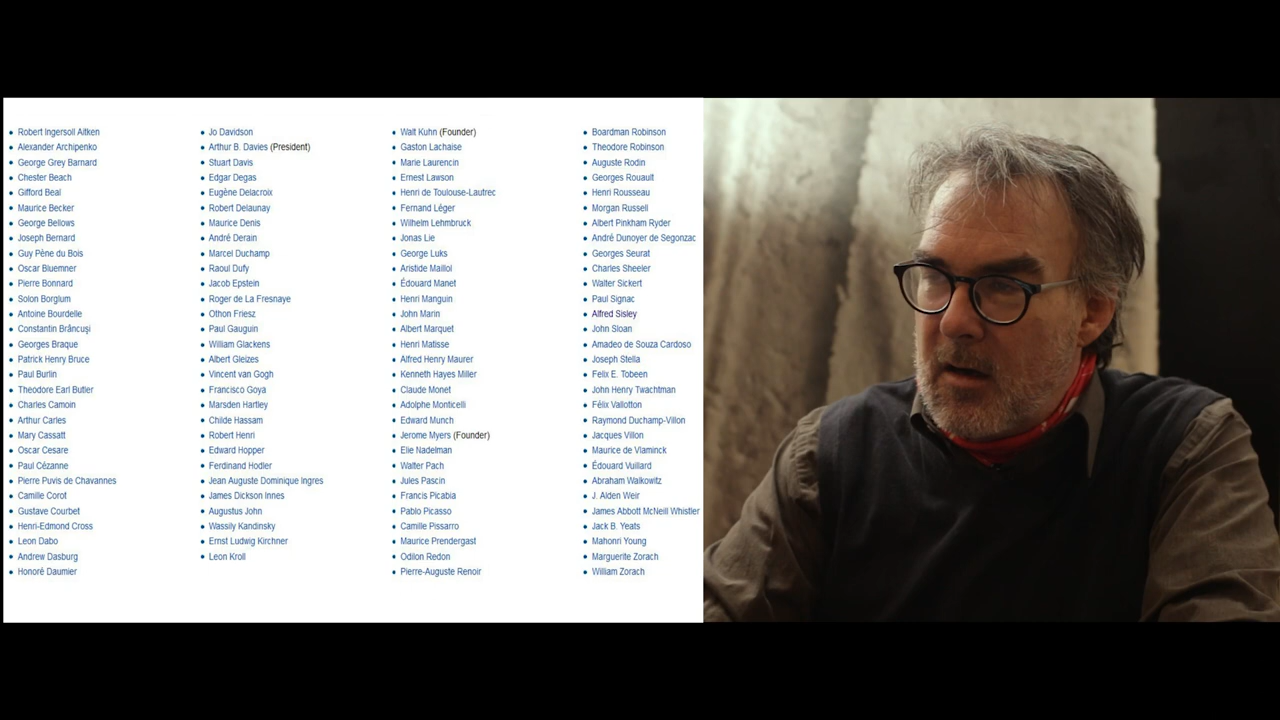 Robert Ingersoll Aitken
Alexander Archipenko
George Grey Barnard
Chester Beach
Gifford Beal
Maurice Becker
George Bellows
Joseph Bernard
Guy Pène du Bois
Oscar Bluemner
Pierre Bonnard
Solon Borglum
Antoine Bourdelle
Constantin Brâncuşi
Georges Braque
Patrick Henry Bruce
Paul Burlin
Theodore Earl Butler
Charles Camoin
Arthur Carles
Mary Cassatt
Oscar Cesare
Paul Cézanne
Pierre Puvis de Chavannes
Camille Corot
Gustave Courbet
Henri-Edmond Cross
Leon Dabo
Andrew Dasburg
Honoré Daumier
Jo Davidson
Arthur B. Davies (President)
Stuart Davis
Edgar Degas
Eugène Delacroix
Robert Delaunay
Maurice Denis
André Derain
Marcel Duchamp
Raoul Dufy
Jacob Epstein
Roger de La Fresnaye
Othon Friesz
Paul Gauguin
William Glackens
Albert Gleizes
Vincent van Gogh
Francisco Goya
Marsden Hartley
Childe Hassam
Robert Henri
Edward Hopper
Ferdinand Hodler
Jean Auguste Dominique Ingres
James Dickson Innes
Augustus John
Wassily Kandinsky
Ernst Ludwig Kirchner
Leon Kroll
Walt Kuhn (Founder)
Gaston Lachaise
Marie Laurencin
Ernest Lawson
Henri de Toulouse-Lautrec
Fernand Léger
Wilhelm Lehmbruck
Jonas Lie
George Luks
Aristide Maillol
Édouard Manet
Henri Manguin
John Marin
Albert Marquet
Henri Matisse
Alfred Henry Maurer
Kenneth Hayes Miller
Claude Monet
Adolphe Monticelli
Edward Munch
Jerome Myers (Founder)
Elie Nadelman
Walter Pach
Jules Pascin
Francis Picabia
Pablo Picasso
Camille Pissarro
Maurice Prendergast
Odilon Redon
Pierre-Auguste Renoir
Boardman Robinson
Theodore Robinson
Auguste Rodin
Georges Rouault
Henri Rousseau
Morgan Russell
Albert Pinkham Ryder
André Dunoyer de Segonzac
Georges Seurat
Charles Sheeler
Walter Sickert
Paul Signac
Alfred Sisley
John Sloan
Amadeo de Souza Cardoso
Joseph Stella
Felix E. Tobeen
John Henry Twachtman
Félix Vallotton
Raymond Duchamp-Villon
Jacques Villon
Maurice de Vlaminck
Édouard Vuillard
Abraham Walkowitz
J. Alden Weir
James Abbott McNeill Whistler
Jack B. Yeats
Mahonri Young
Marguerite Zorach
William Zorach